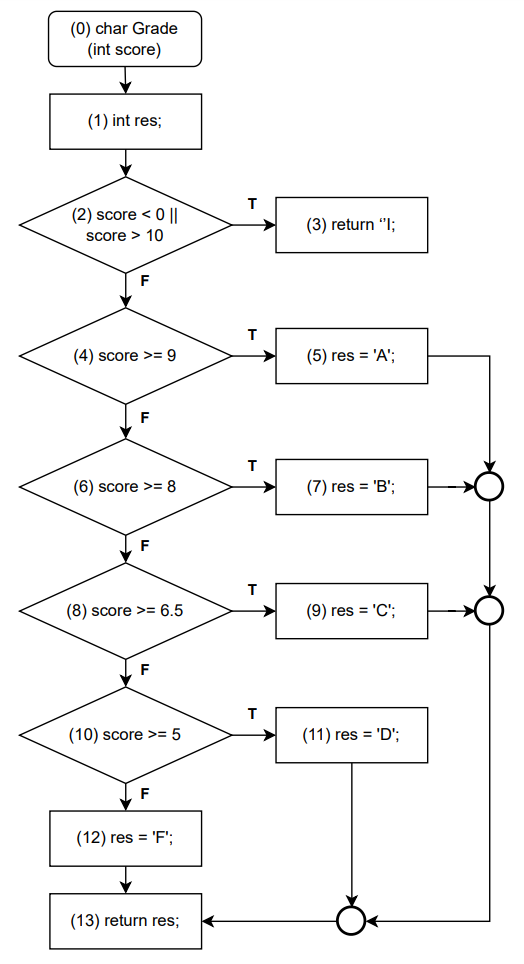 (0) char Grade
(int score)
(1) int res;
(2) score < 0 ||
score > 10
T
(3) return ‘’I;
F
(4) score >= 9
T
(5) res = 'A';
F
(6) score >= 8
T
(7) res = 'B';
F
(8) score >= 6.5
T
(9) res = 'C';
F
(10) score >= 5
T
(11) res = 'D';
F
(12) res = 'F';
(13) return res;